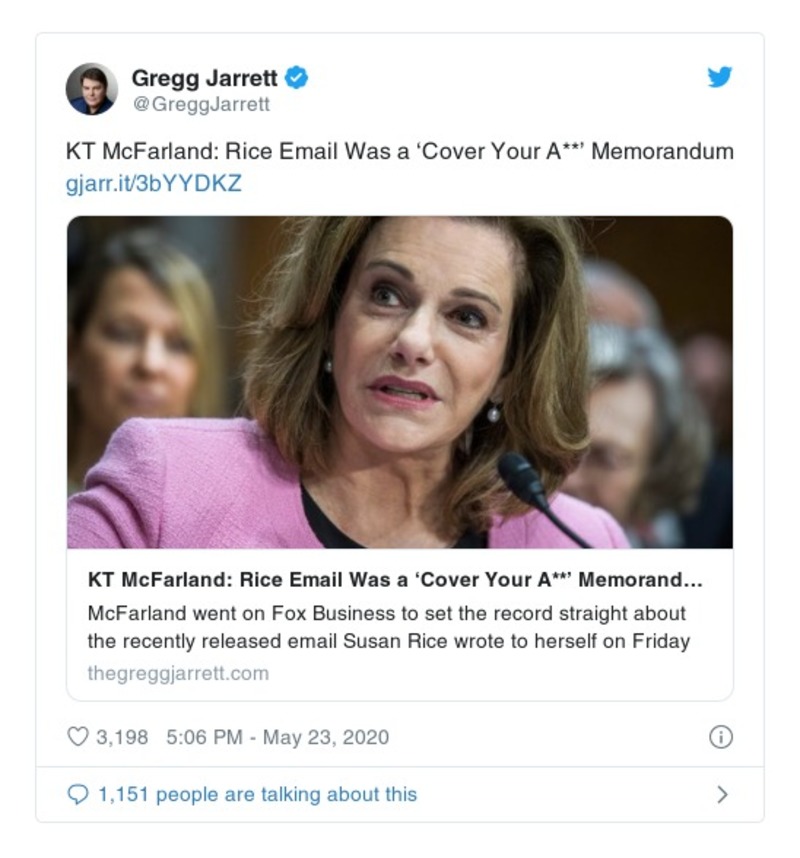 Gregg Jarrett
@GreggJarrett
KT McFarland: Rice Email Was a ‘Cover Your A**’ Memorandum
gjarr.it/3bYYDKZ
KT McFarland: Rice Email Was a ‘Cover Your A**’ Memorand...
McFarland went on Fox Business to set the record straight about
the recently released email Susan Rice wrote to herself on Friday
thegreggjarrett.com
3,198 5:06 PM - May 23, 2020
1,151 people are talking about this